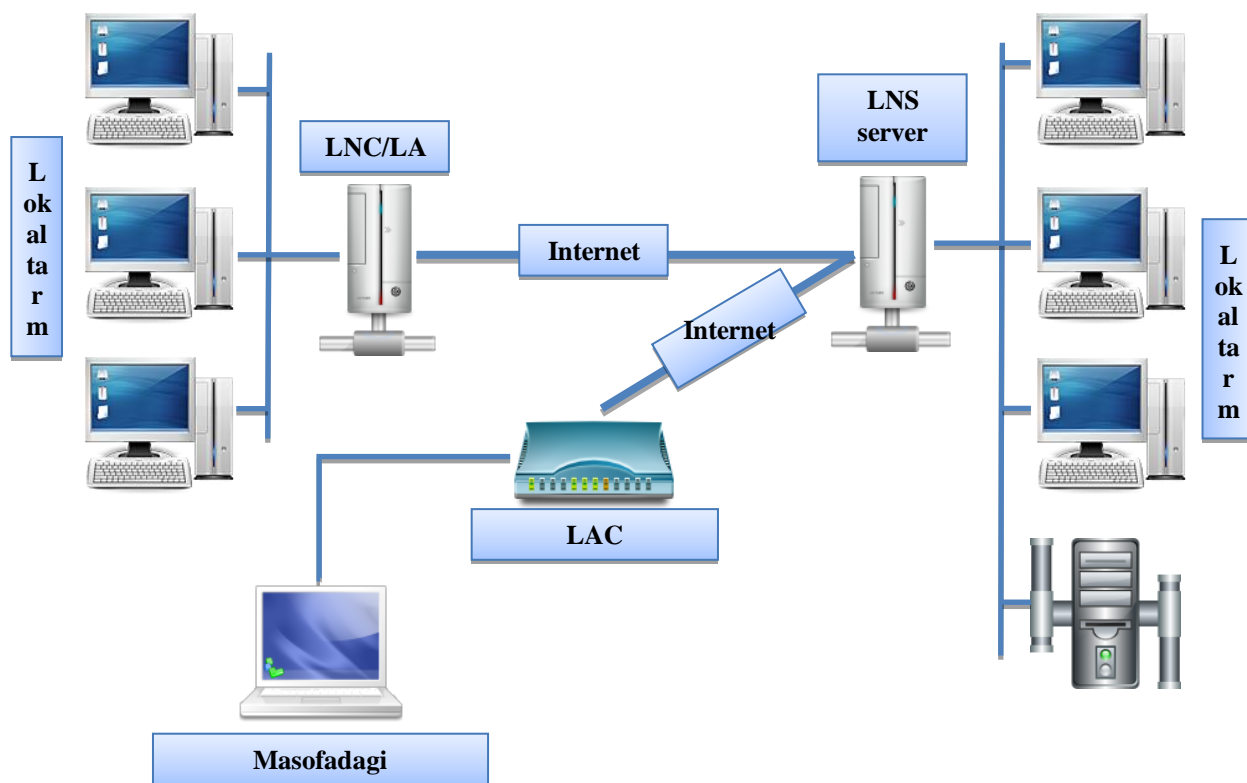 LNS
server
LNC/LA
L
ok
al
ta
r
m
L
ok
al
ta
r
m
Internet
Internet
LAC
Masofadagi